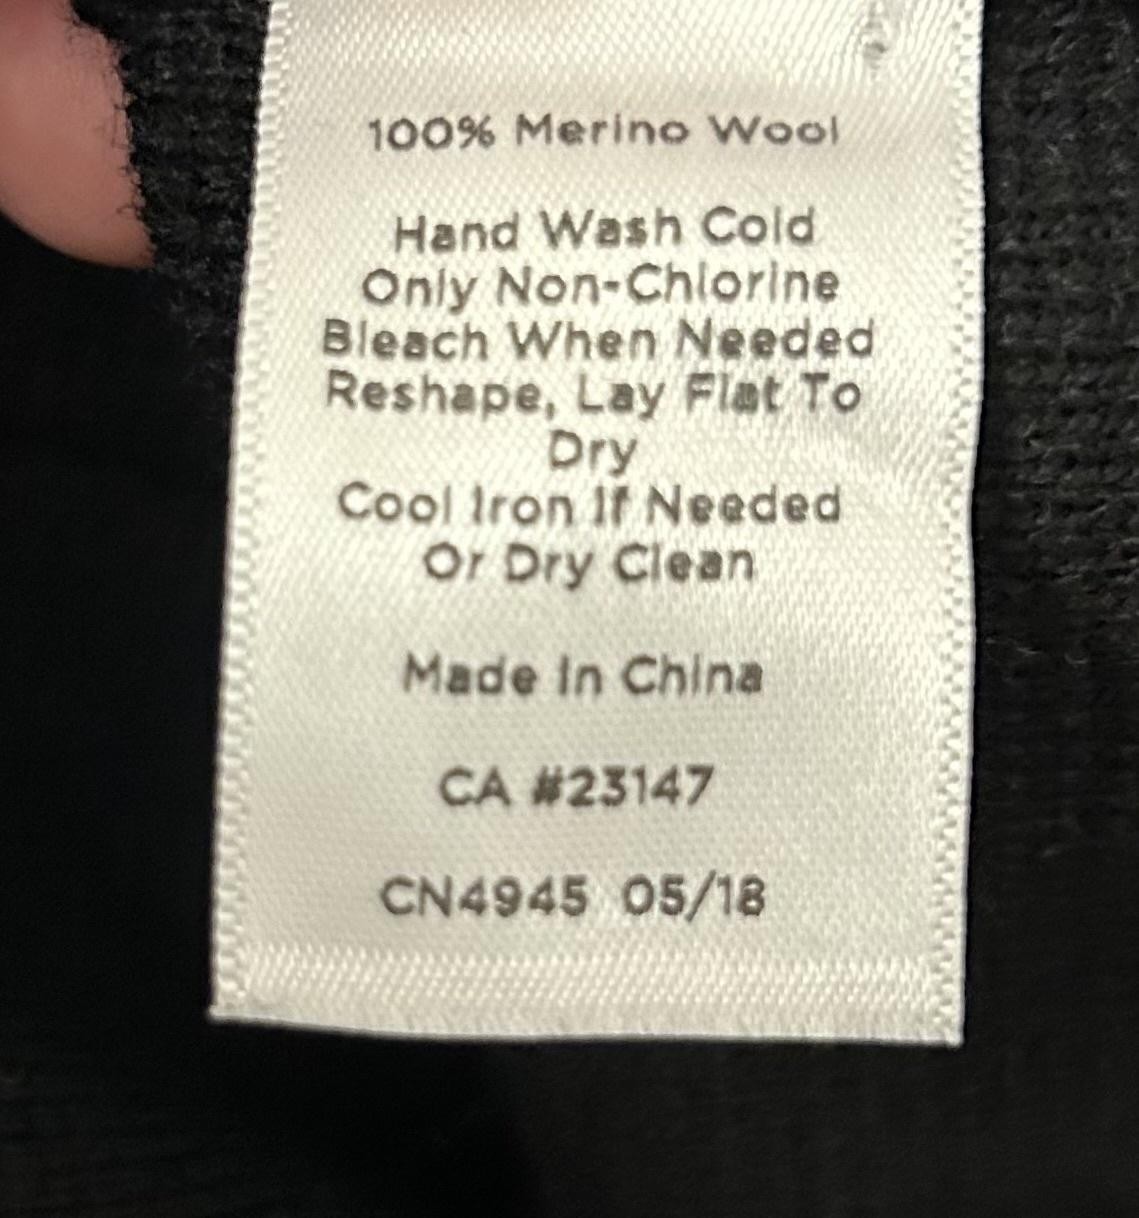 100% Merino Wool
Hand Wash Cold
Only Non-Chlorine
Bleach When Needed
Reshape, Lay Flat To
Dry
Cool Iron If Needed
Or Dry Clean
Made In China
CA #23147
CN4945 05/18